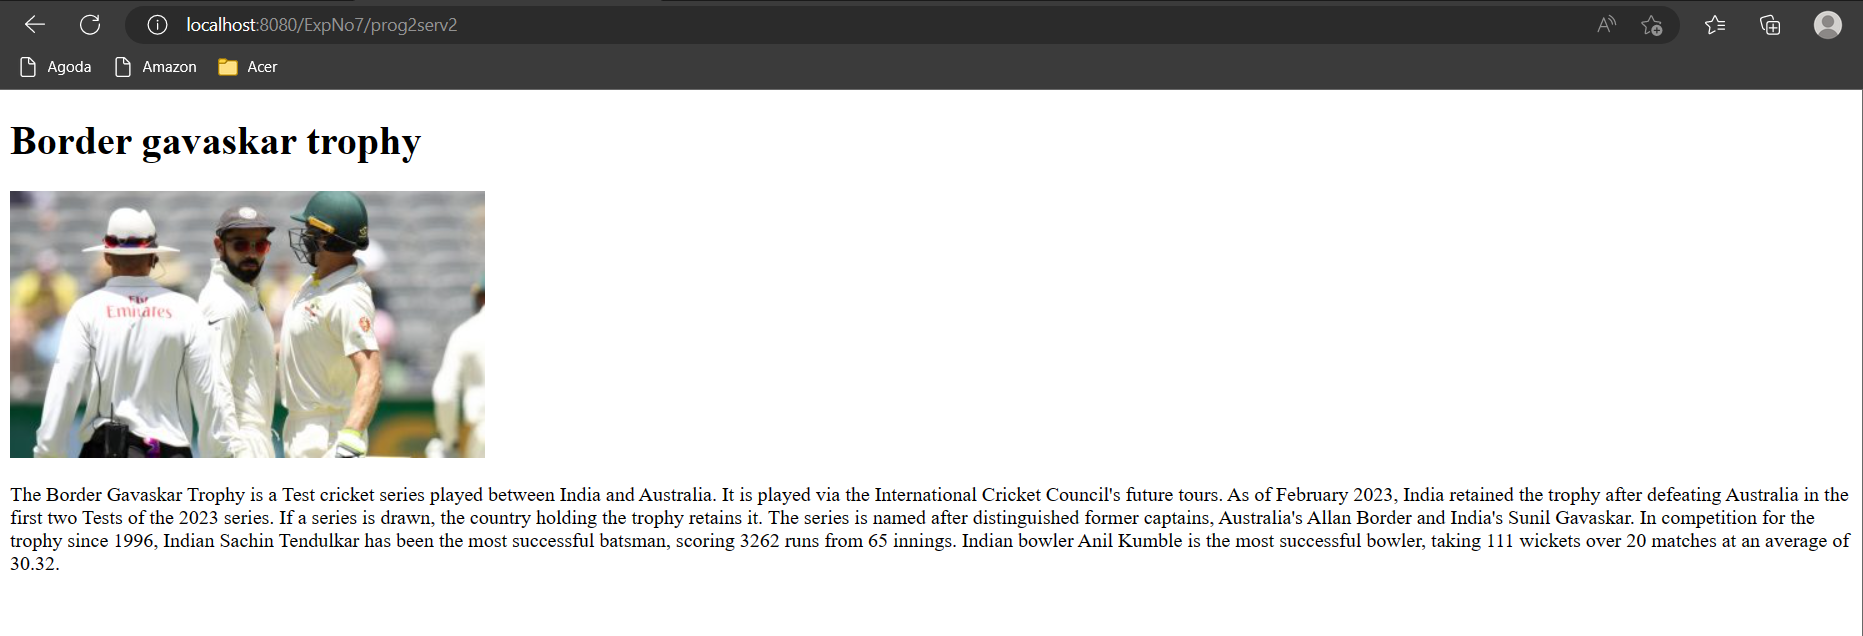 localhost:8080/ExpNo7/prog2serv2
Agoda
Amazon
Acer
Border gavaskar trophy
Fly
Emirates
The Border Gavaskar Trophy is a Test cricket series played between India and Australia. It is played via the International Cricket Council's future tours. As of February 2023, India retained the trophy after defeating Australia in the
first two Tests of the 2023 series. If a series is drawn, the country holding the trophy retains it. The series is named after distinguished former captains, Australia's Allan Border and India's Sunil Gavaskar. In competition for the
trophy since 1996, Indian Sachin Tendulkar has been the most successful batsman, scoring 3262 runs from 65 innings. Indian bowler Anil Kumble is the most successful bowler, taking 111 wickets over 20 matches at an average of
30.32.